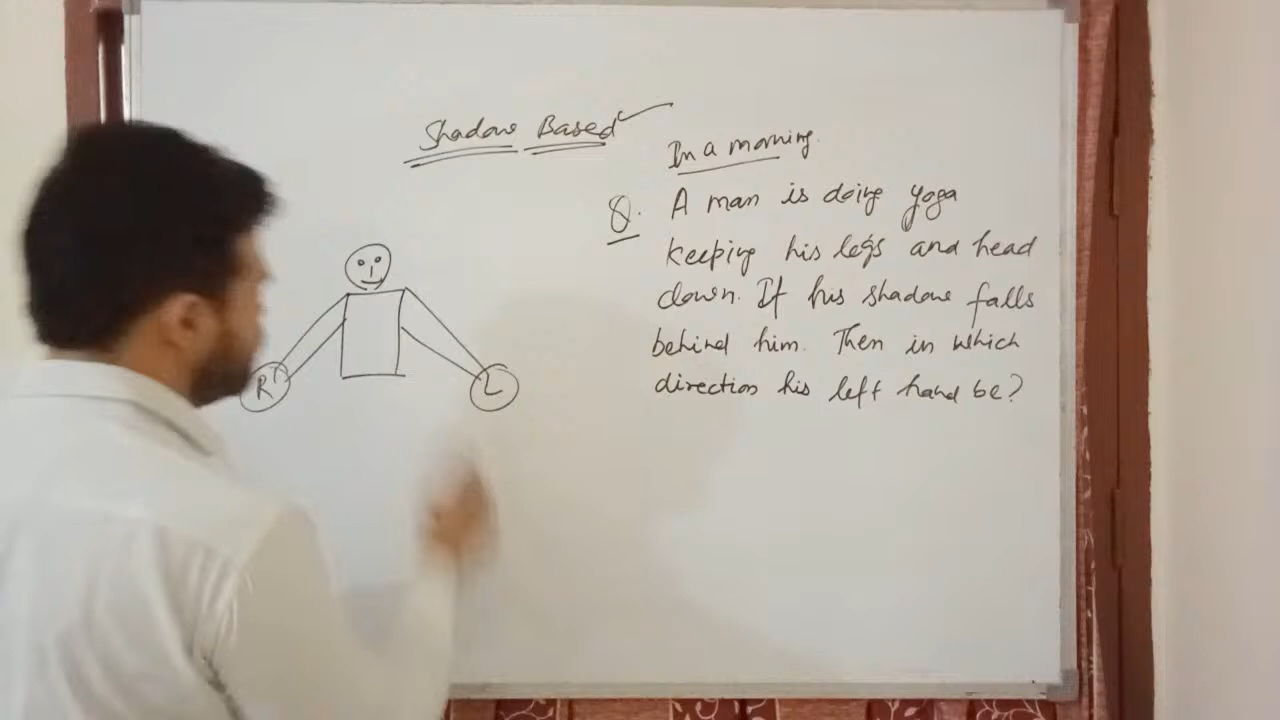 Shadow Based
In a morning.
Q. A man is doing yoga
keeping his legs and head
down. If his shadow falls
behind him. Then in which
direction his left hand be?
R
L